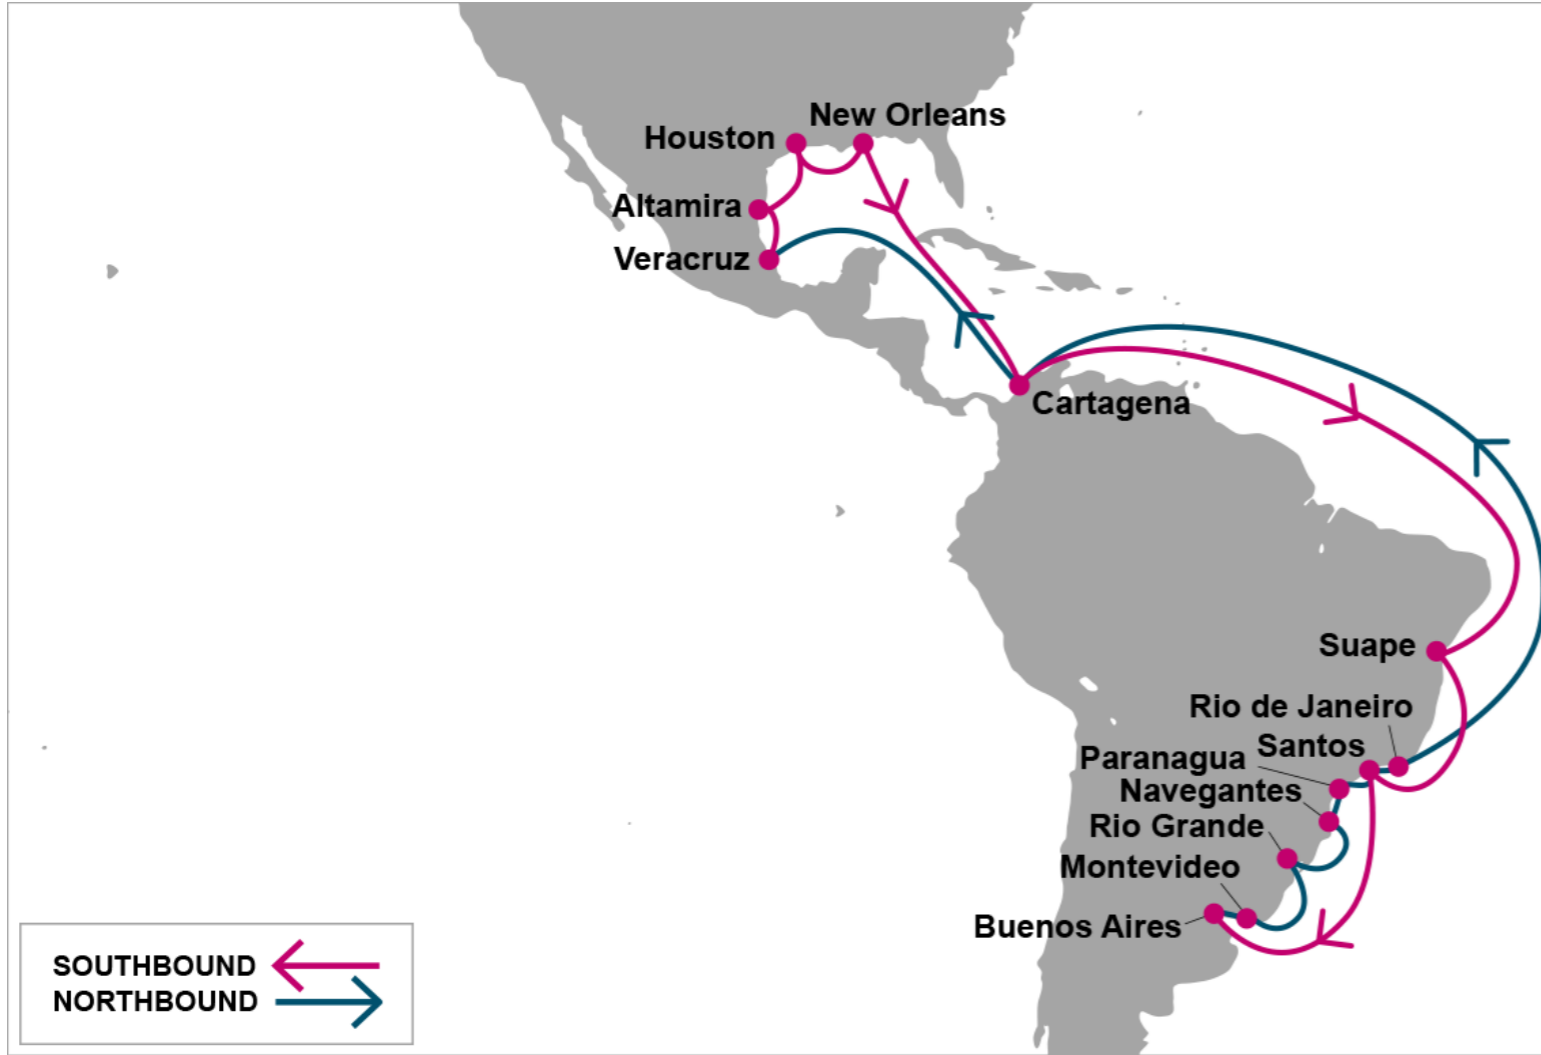 New Orleans
Houston
Altamira
Veracruz
Cartagena
Suape
Rio de Janeiro
Santos
Paranagua
Navegantes
Rio Grande
Montevideo
Buenos Aires
SOUTHBOUND
NORTHBOUND